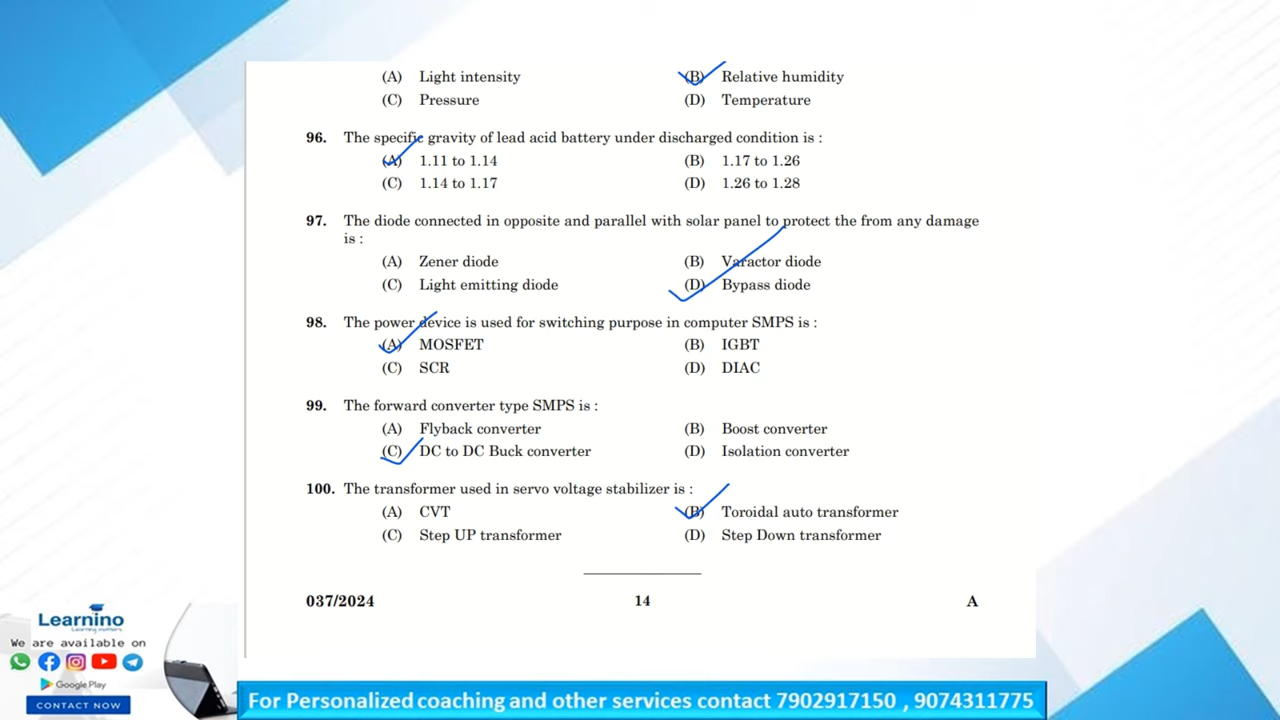 (A) Light intensity (B) Relative humidity
(C) Pressure (D) Temperature
96. The specific gravity of lead acid battery under discharged condition is :
(A) 1.11 to 1.14 (B) 1.17 to 1.26
(C) 1.14 to 1.17 (D) 1.26 to 1.28
97. The diode connected in opposite and parallel with solar panel to protect the from any damage
is :
(A) Zener diode (B) Varactor diode
(C) Light emitting diode (D) Bypass diode
98. The power device is used for switching purpose in computer SMPS is :
(A) MOSFET (B) IGBT
(C) SCR (D) DIAC
99. The forward converter type SMPS is :
(A) Flyback converter (B) Boost converter
(C) DC to DC Buck converter (D) Isolation converter
100. The transformer used in servo voltage stabilizer is :
(A) CVT (B) Toroidal auto transformer
(C) Step UP transformer (D) Step Down transformer
037/2024 14 A
Learnino
Learning matters
We are available on
Google Play
CONTACT NOW
For Personalized coaching and other services contact 7902917150 , 9074311775